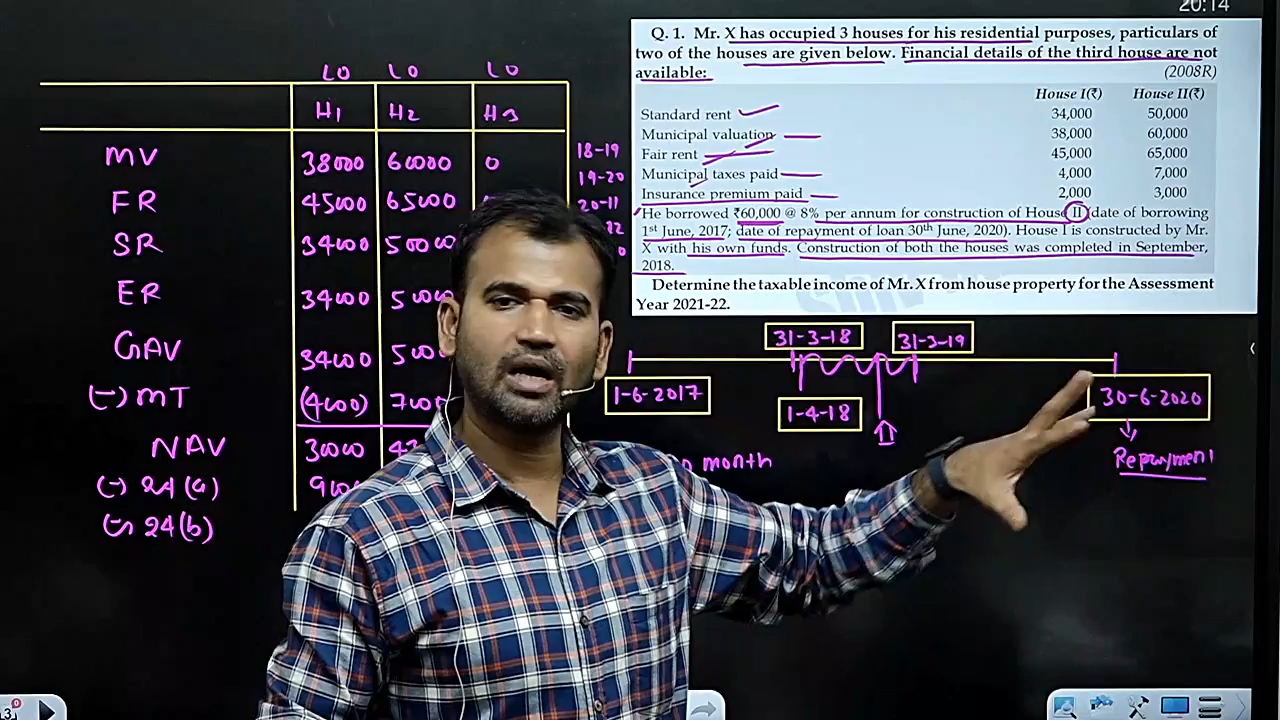 20:14
Q. 1. Mr. X has occupied 3 houses for his residential purposes, particulars of
two of the houses are given below. Financial details of the third house are not
available: (2008R)
House I(₹) House II(₹)
Standard rent 34,000 50,000
Municipal valuation 38,000 60,000
Fair rent 45,000 65,000
Municipal taxes paid 4,000 7,000
Insurance premium paid 2,000 3,000
He borrowed ₹60,000 @ 8% per annum for construction of House II (date of borrowing
1st June, 2017; date of repayment of loan 30th June, 2020). House I is constructed by Mr.
X with his own funds. Construction of both the houses was completed in September,
2018.
Determine the taxable income of Mr. X from house property for the Assessment
Year 2021-22.
LO LO LO
H1 H2 H3
MV 38000 60000 0
FR 45000 65000
SR 34000
ER 34000
GAV 34000
(-) MT (4000)
NAV 30000
(-) 24(a)
(-) 24(b)
18-19
19-20
20-11
31-3-18 31-3-19
1-6-2017 1-4-18 30-6-2020
month Repayment